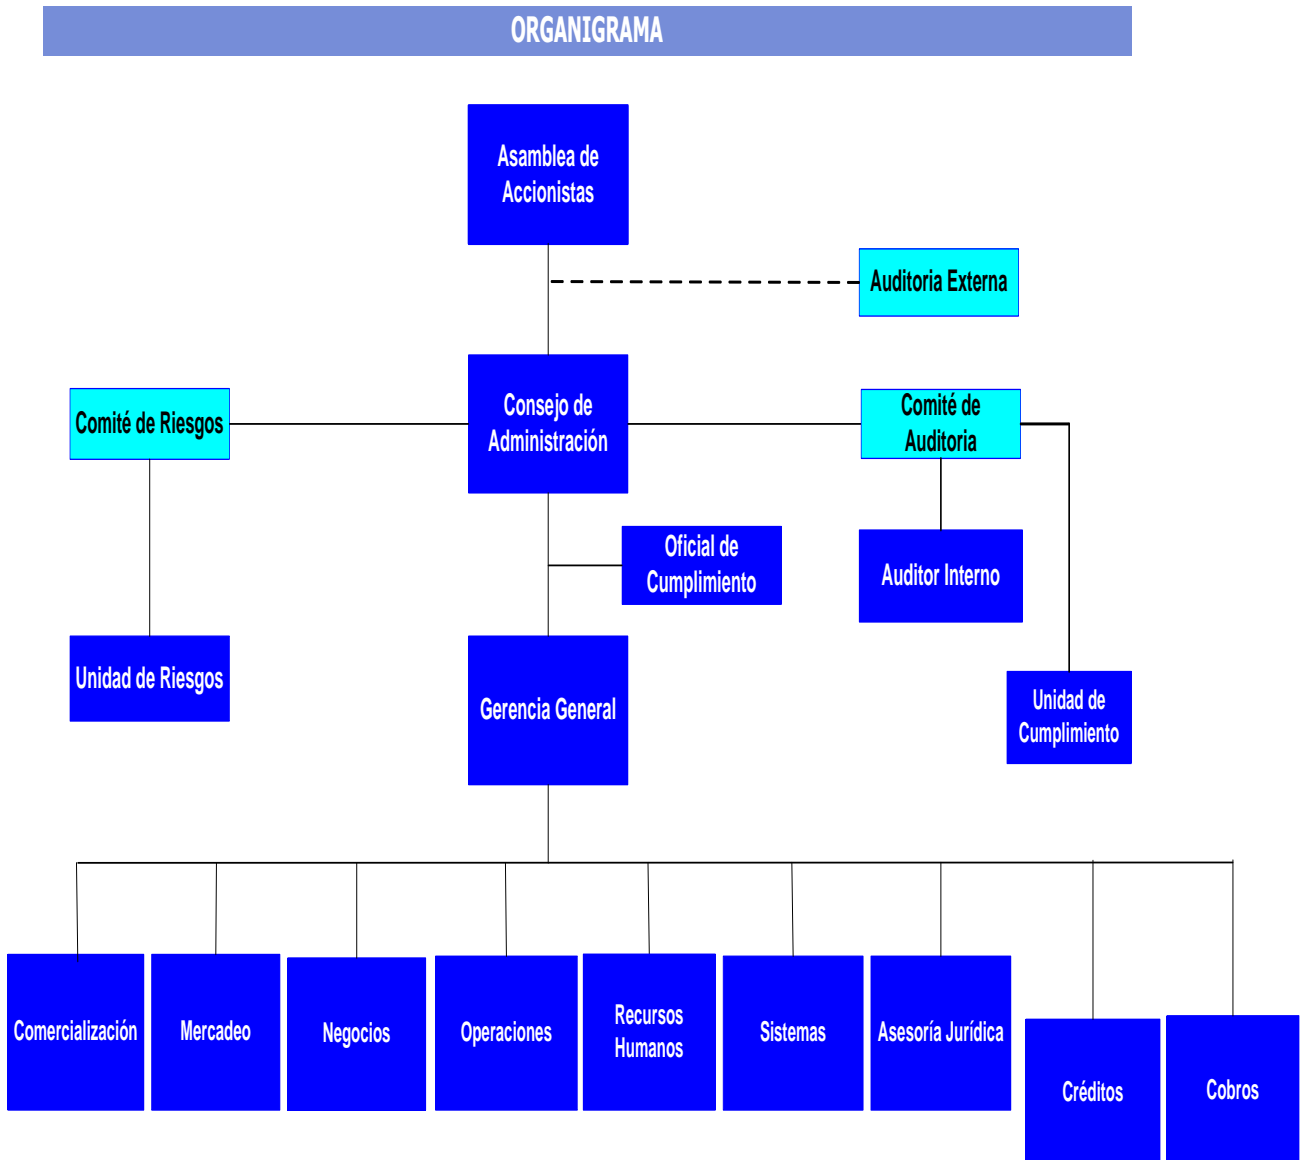 ORGANIGRAMA
Asamblea de
Accionistas
Auditoria Externa
Comité de Riesgos
Consejo de
Administración
Comité de
Auditoria
Oficial de
Cumplimiento
Auditor Interno
Unidad de Riesgos
Gerencia General
Unidad de
Cumplimiento
Comercialización
Mercadeo
Negocios
Operaciones
Recursos
Humanos
Sistemas
Asesoría Jurídica
Créditos
Cobros